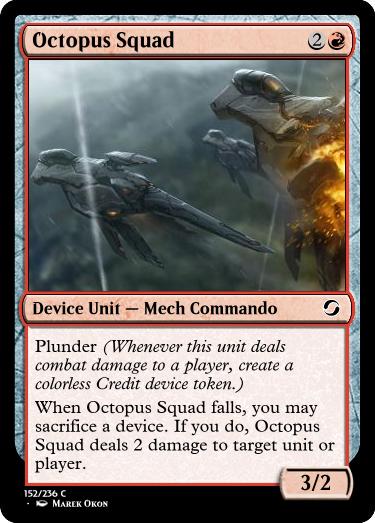 Octopus Squad 2
Device Unit — Mech Commando
Plunder (Whenever this unit deals
combat damage to a player, create a
colorless Credit device token.)
When Octopus Squad falls, you may
sacrifice a device. If you do, Octopus
Squad deals 2 damage to target unit or
player.
3/2
152/236 C
· Marek Okon